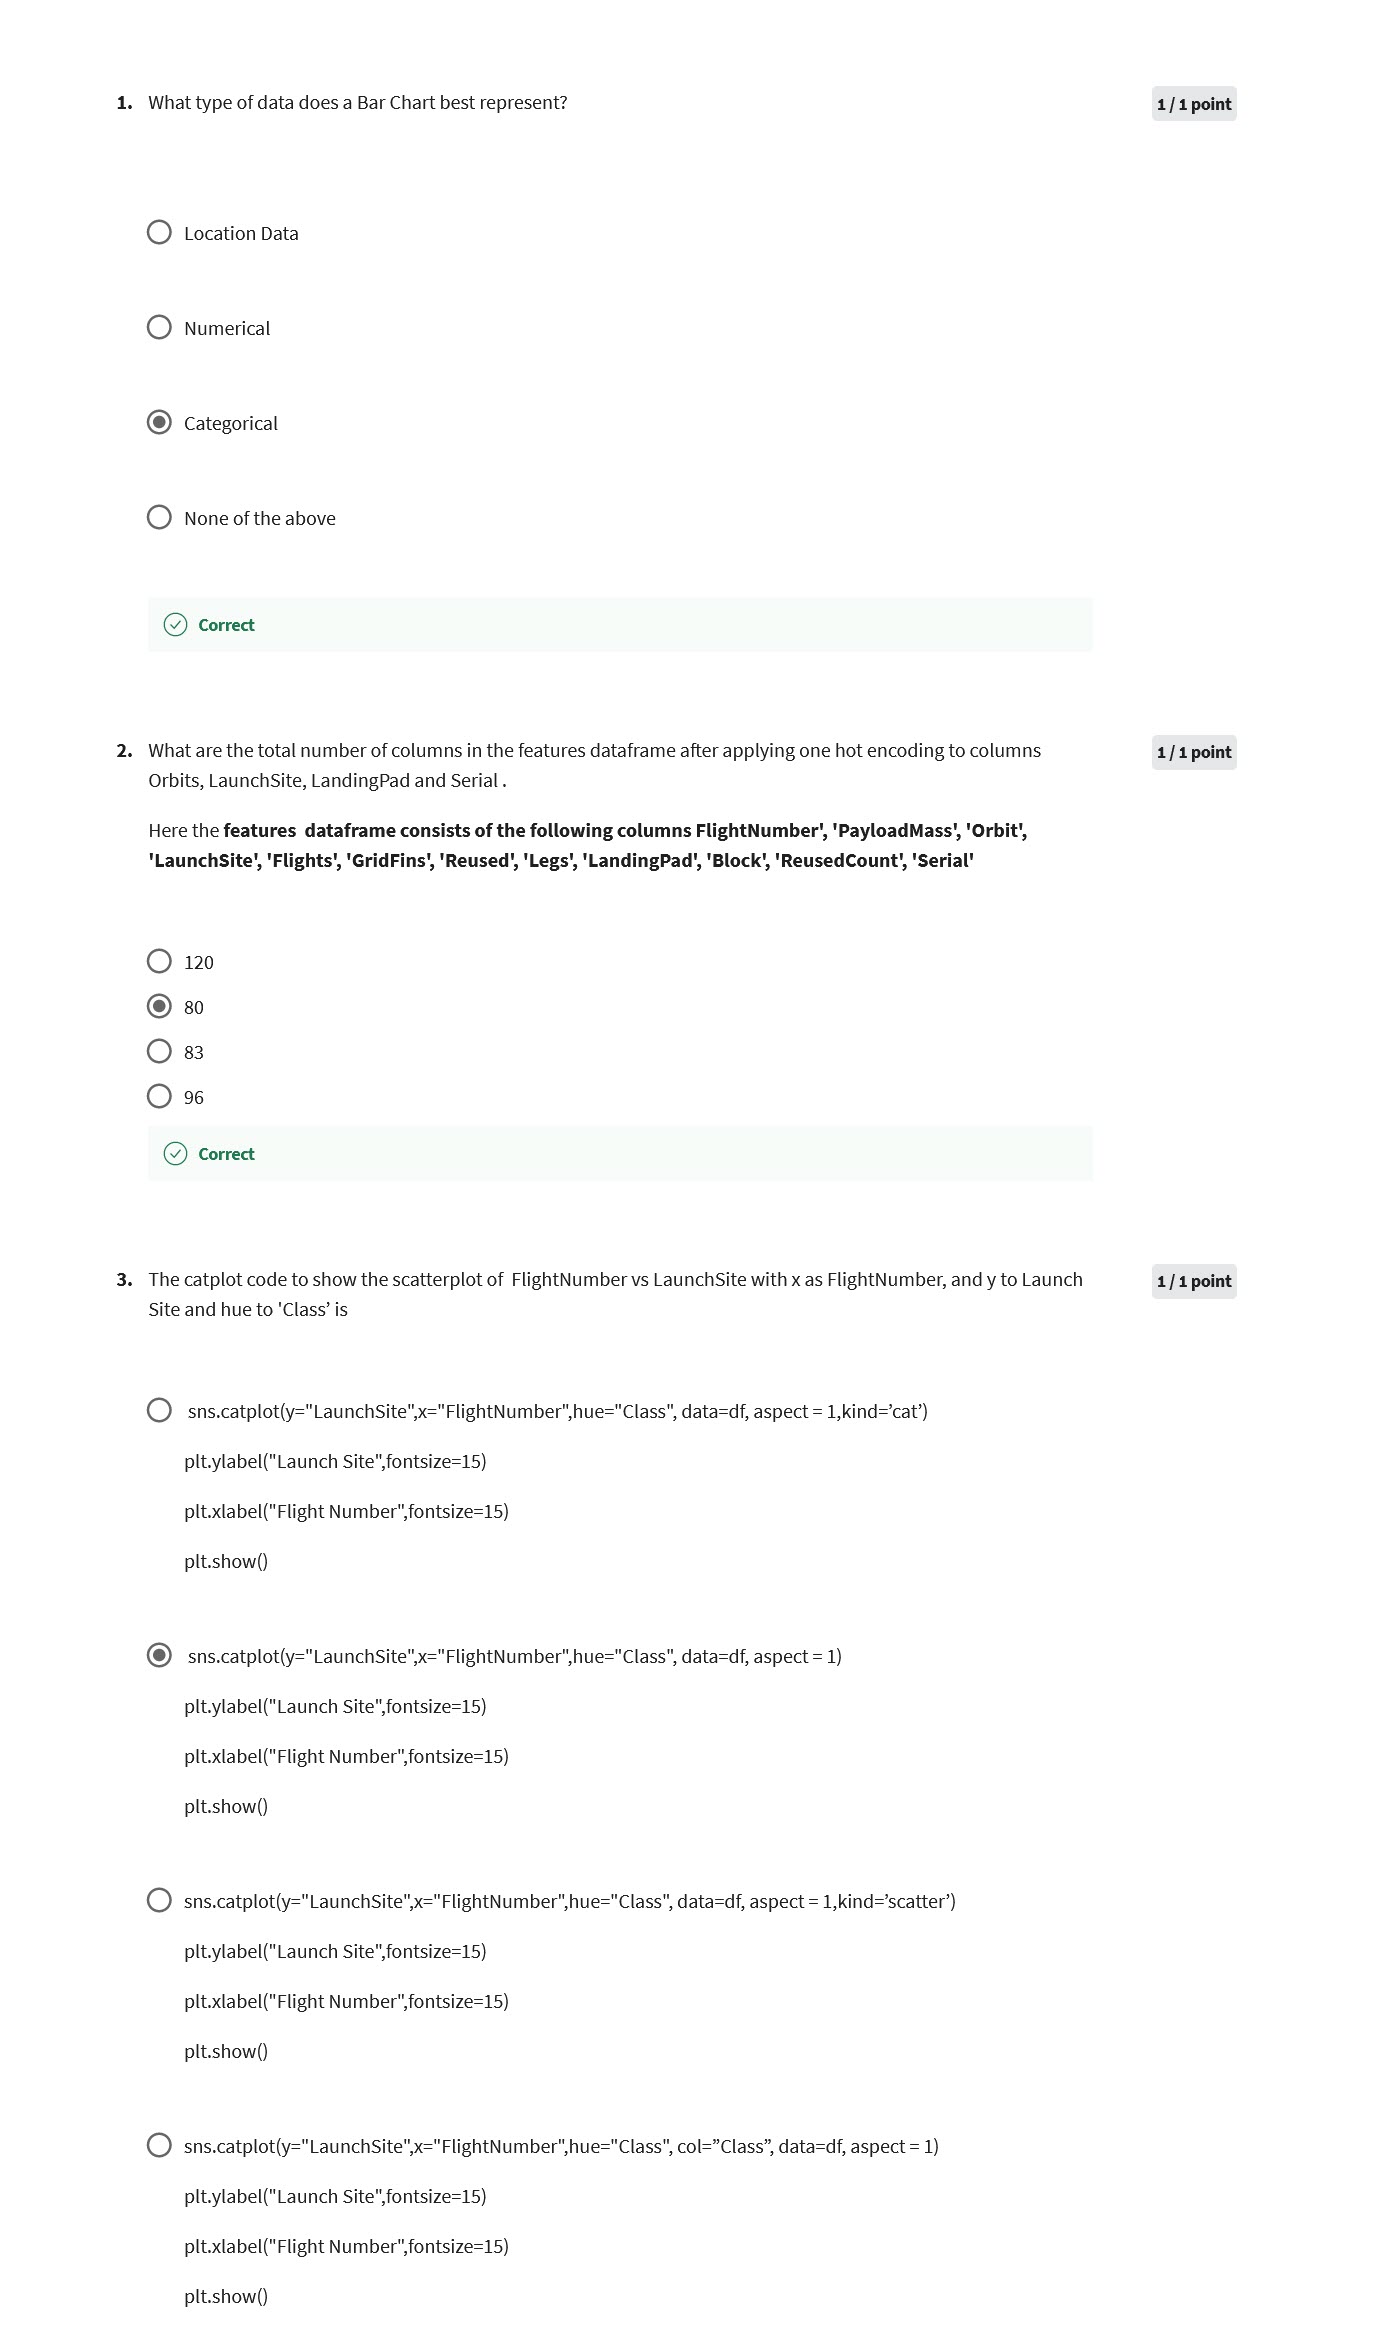 1. What type of data does a Bar Chart best represent?
1 / 1 point
Location Data
Numerical
Categorical
None of the above
Correct
2. What are the total number of columns in the features dataframe after applying one hot encoding to columns
Orbits, LaunchSite, LandingPad and Serial .
1 / 1 point
Here the features  dataframe consists of the following columns FlightNumber', 'PayloadMass', 'Orbit',
'LaunchSite', 'Flights', 'GridFins', 'Reused', 'Legs', 'LandingPad', 'Block', 'ReusedCount', 'Serial'
120
80
83
96
Correct
3. The catplot code to show the scatterplot of  FlightNumber vs LaunchSite with x as FlightNumber, and y to Launch
Site and hue to 'Class’ is
1 / 1 point
sns.catplot(y="LaunchSite",x="FlightNumber",hue="Class", data=df, aspect = 1,kind=’cat’)
plt.ylabel("Launch Site",fontsize=15)
plt.xlabel("Flight Number",fontsize=15)
plt.show()
sns.catplot(y="LaunchSite",x="FlightNumber",hue="Class", data=df, aspect = 1)
plt.ylabel("Launch Site",fontsize=15)
plt.xlabel("Flight Number",fontsize=15)
plt.show()
sns.catplot(y="LaunchSite",x="FlightNumber",hue="Class", data=df, aspect = 1,kind=’scatter’)
plt.ylabel("Launch Site",fontsize=15)
plt.xlabel("Flight Number",fontsize=15)
plt.show()
sns.catplot(y="LaunchSite",x="FlightNumber",hue="Class", col=”Class”, data=df, aspect = 1)
plt.ylabel("Launch Site",fontsize=15)
plt.xlabel("Flight Number",fontsize=15)
plt.show()